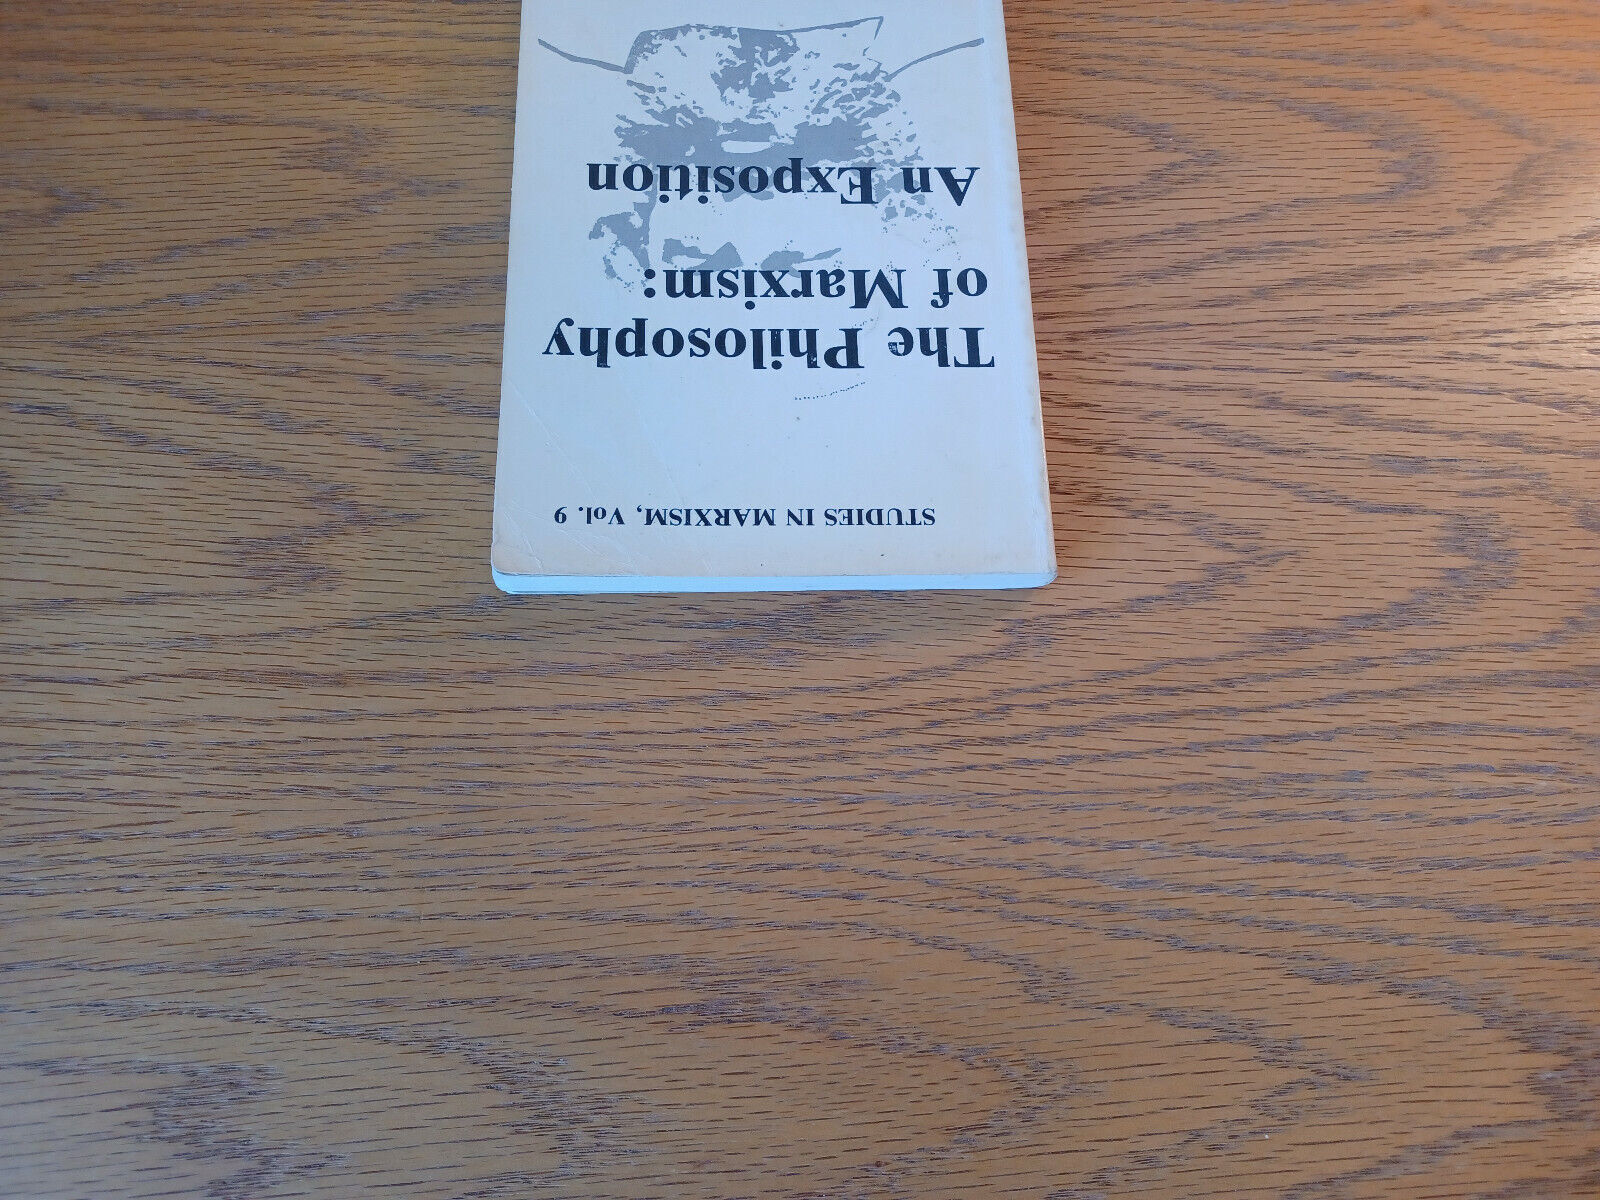 STUDIES IN MARXISM, Vol. 9
The Philosophy
of Marxism:
An Exposition